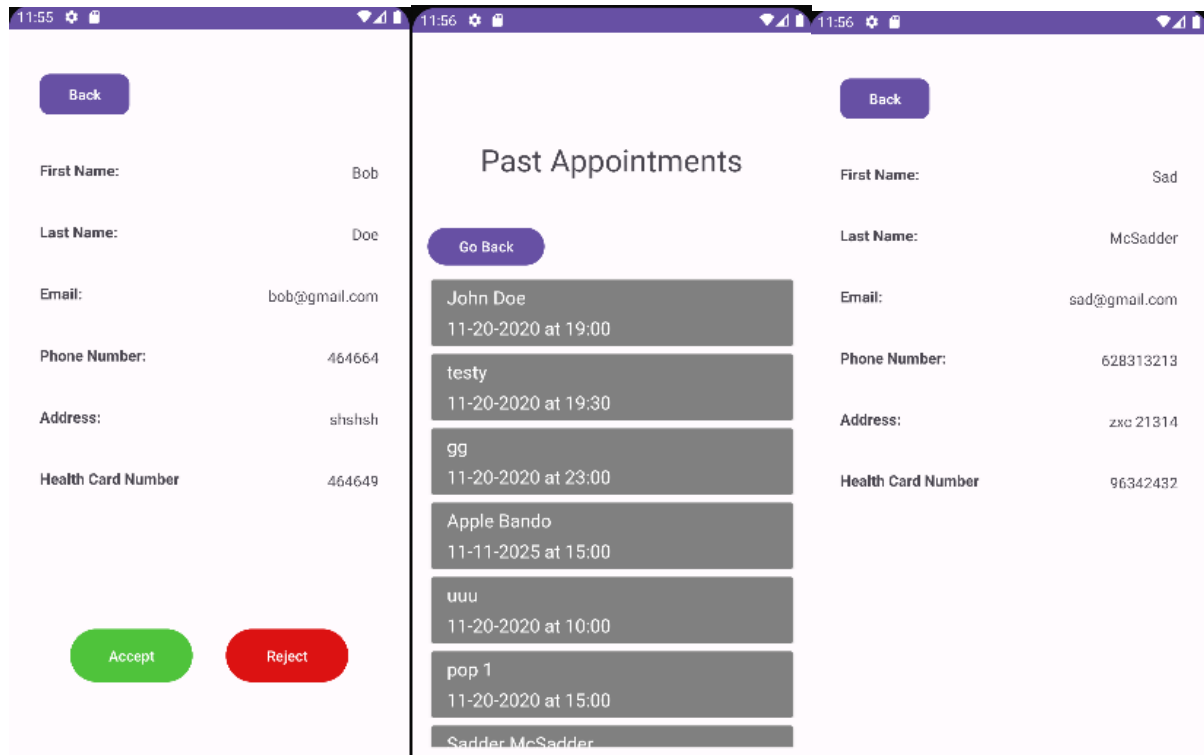 11:55
Back
First Name: Bob
Last Name: Doe
Email: bob@gmail.com
Phone Number: 464664
Address: shshsh
Health Card Number 464649
Accept Reject
11:56
Past Appointments
Go Back
John Doe
11-20-2020 at 19:00
testy
11-20-2020 at 19:30
gg
11-20-2020 at 23:00
Apple Bando
11-11-2025 at 15:00
uuu
11-20-2020 at 10:00
pop 1
11-20-2020 at 15:00
Sadder McSadder
11:56
Back
First Name: Sad
Last Name: McSadder
Email: sad@gmail.com
Phone Number: 628313213
Address: zxc 21314
Health Card Number 96342432